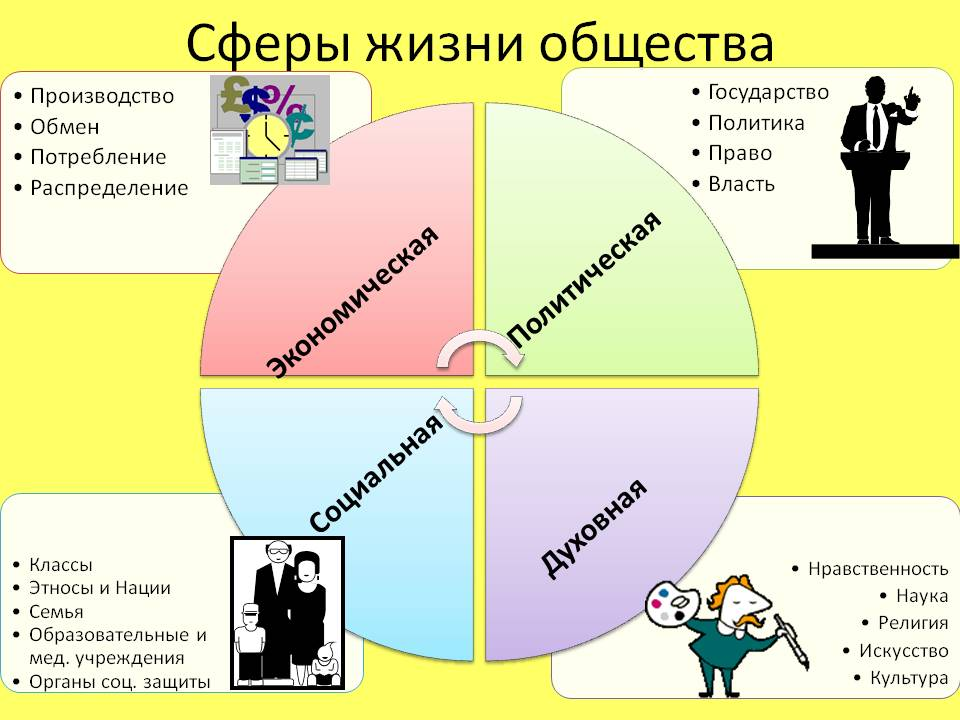 Сферы жизни общества
• Производство
• Обмен
• Потребление
• Распределение
£ $ % ¢
• Государство
• Политика
• Право
• Власть
Экономическая
Политическая
Социальная
Духовная
• Классы
• Этносы и Нации
• Семья
• Образовательные и
мед. учреждения
• Органы соц. защиты
• Нравственность
• Наука
• Религия
• Искусство
• Культура